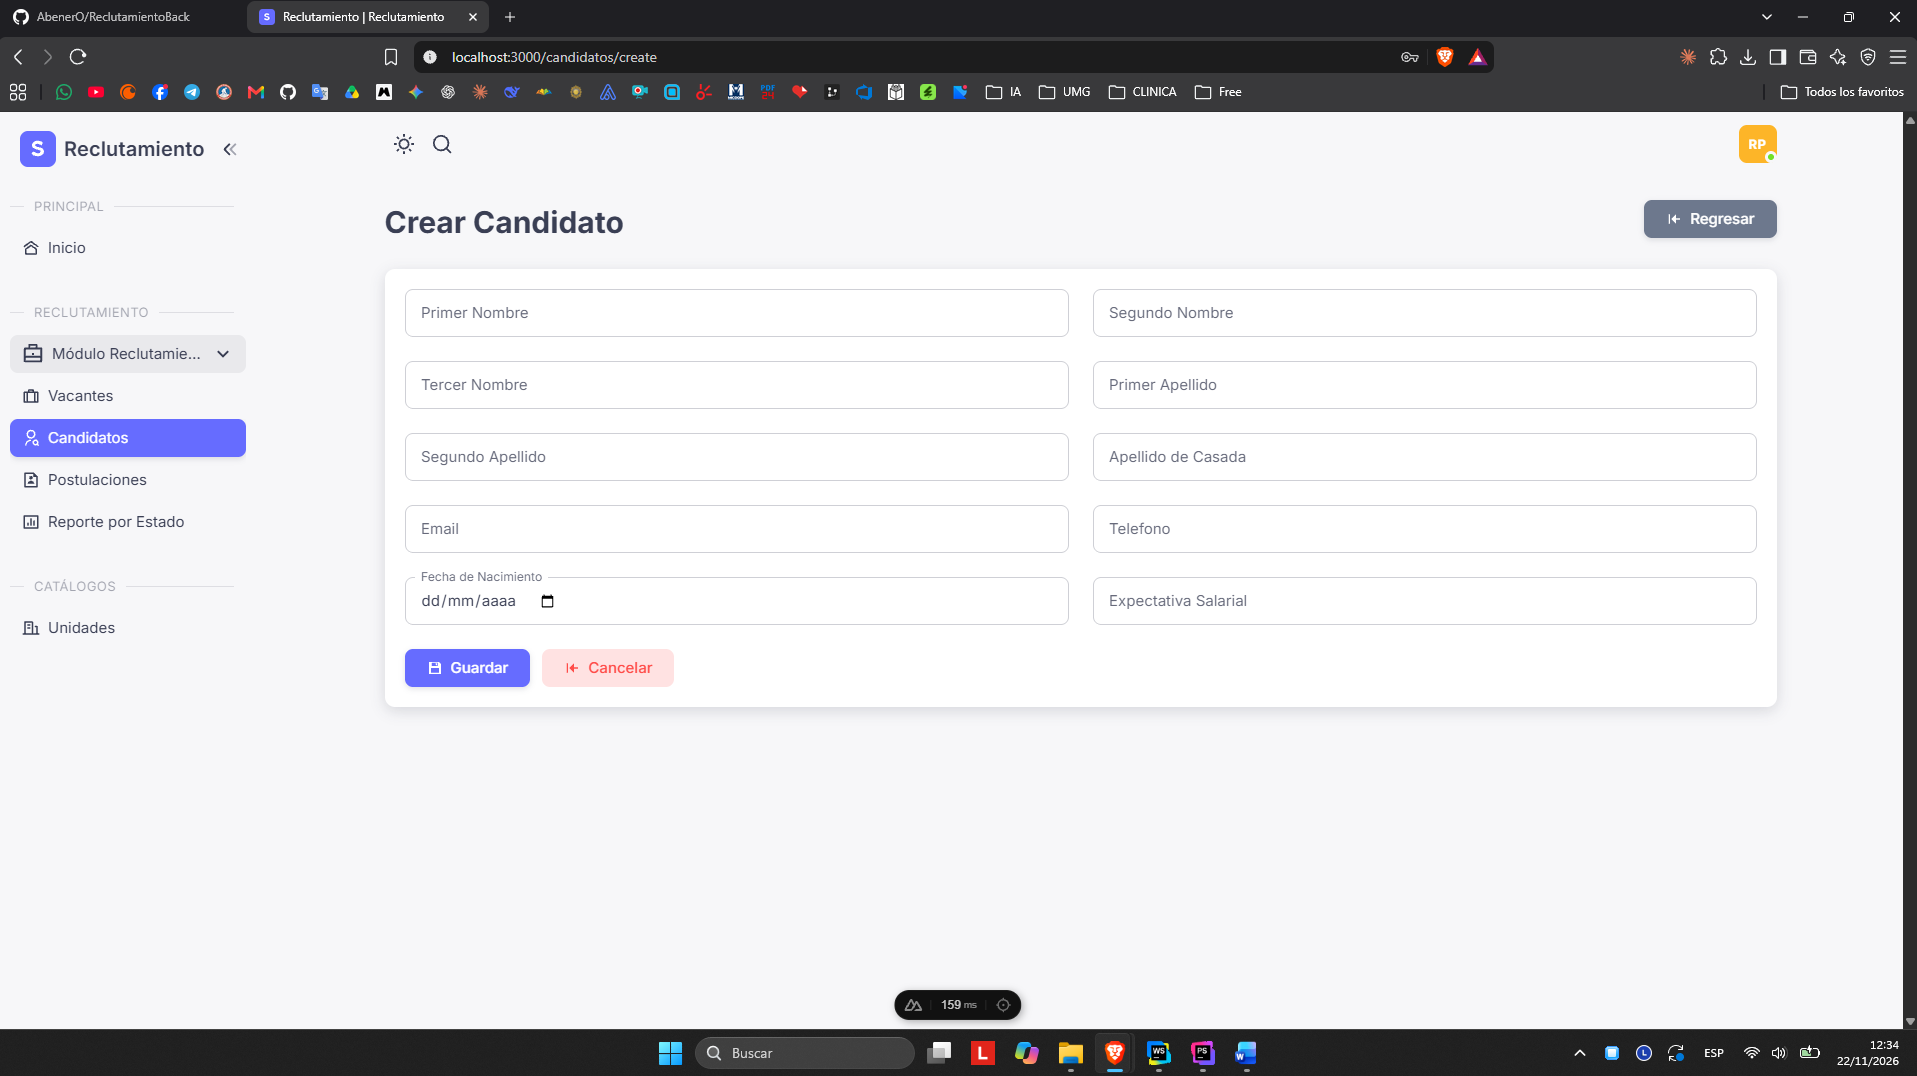 AbenerO/ReclutamientoBack
S Reclutamiento | Reclutamiento
localhost:3000/candidatos/create
IA
UMG
CLINICA
Free
Todos los favoritos
S Reclutamiento
RP
PRINCIPAL
Inicio
RECLUTAMIENTO
Módulo Reclutamie...
Vacantes
Candidatos
Postulaciones
Reporte por Estado
CATÁLOGOS
Unidades
Crear Candidato
Regresar
Primer Nombre
Segundo Nombre
Tercer Nombre
Primer Apellido
Segundo Apellido
Apellido de Casada
Email
Telefono
Fecha de Nacimiento
dd/mm/aaaa
Expectativa Salarial
Guardar
Cancelar
159 ms
Buscar
L
WS
PS
W
L
ESP
12:34
22/11/2026